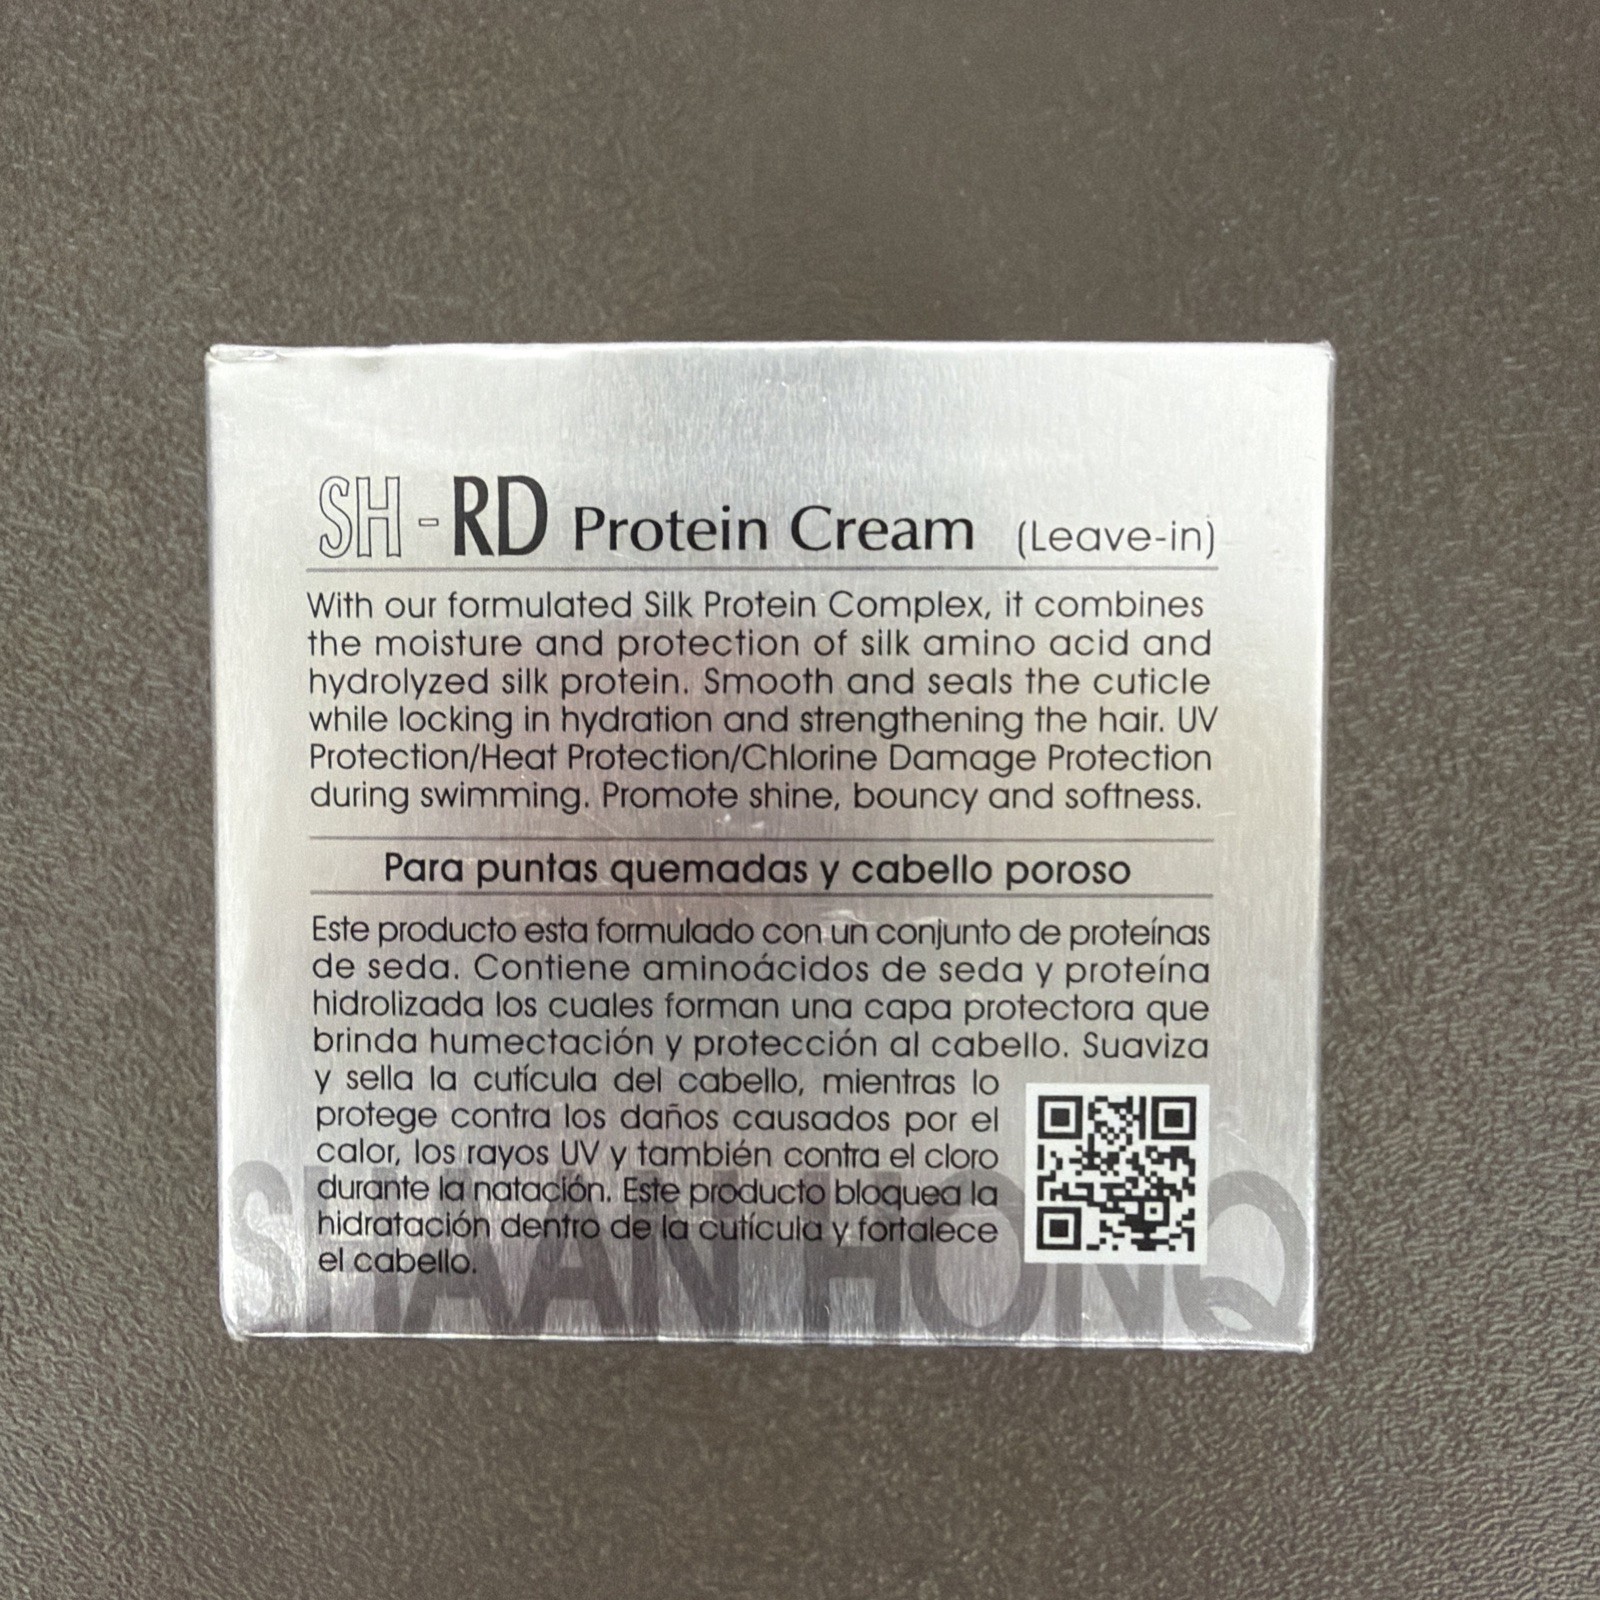 SH-RD Protein Cream (Leave-in)
With our formulated Silk Protein Complex, it combines
the moisture and protection of silk amino acid and
hydrolyzed silk protein. Smooth and seals the cuticle
while locking in hydration and strengthening the hair. UV
Protection/Heat Protection/Chlorine Damage Protection
during swimming. Promote shine, bouncy and softness.
Para puntas quemadas y cabello poroso
Este producto esta formulado con un conjunto de proteínas
de seda. Contiene aminoácidos de seda y proteína
hidrolizada los cuales forman una capa protectora que
brinda humectación y protección al cabello. Suaviza
y sella la cutícula del cabello, mientras lo
protege contra los daños causados por el
calor, los rayos UV y también contra el cloro
durante la natación. Este producto bloquea la
hidratación dentro de la cutícula y fortalece
el cabello.
SHAAN HONQ